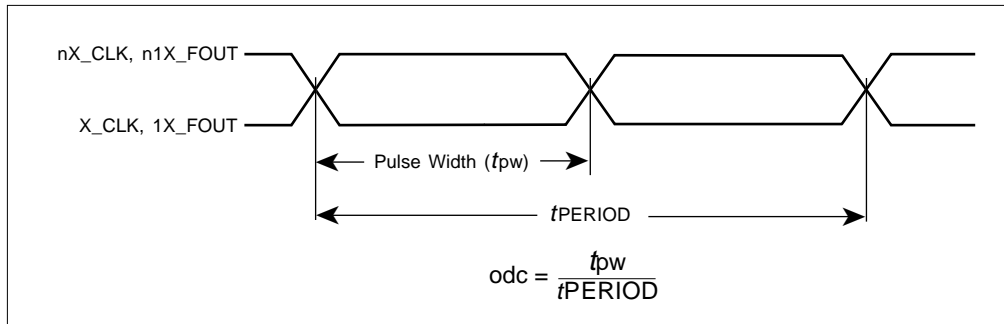 nX_CLK, n1X_FOUT
X_CLK, 1X_FOUT
Pulse Width (tpw)
tPERIOD
odc = tpw
tPERIOD